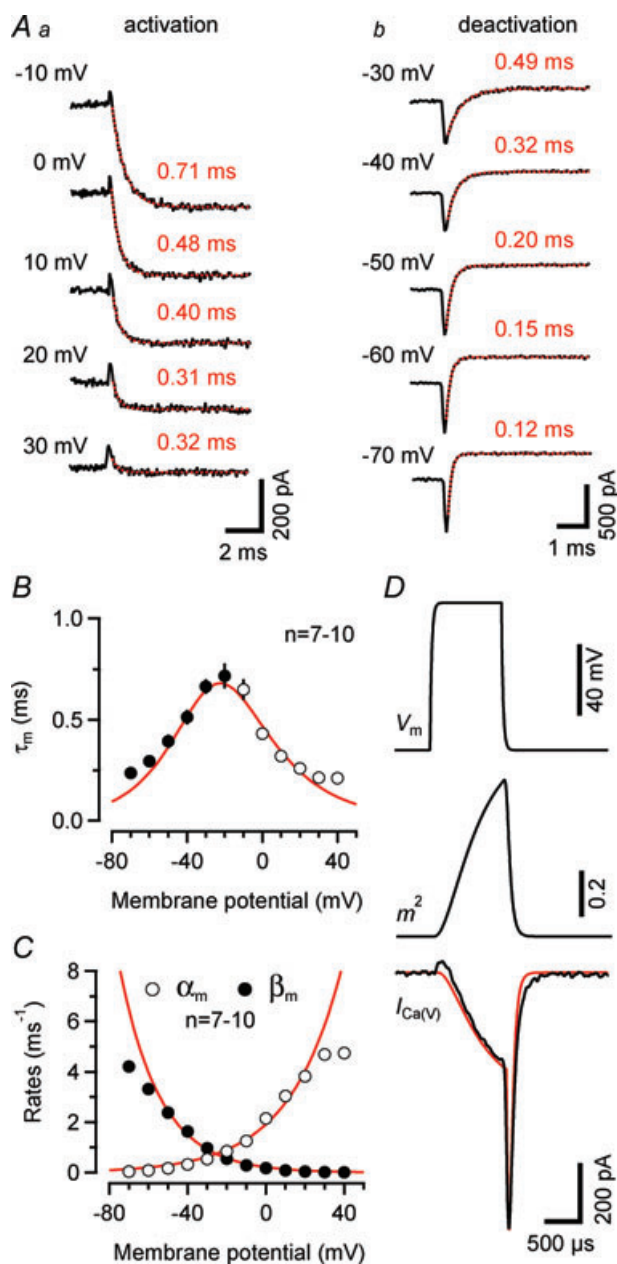 A a activation
-10 mV
0.71 ms
0 mV
0.48 ms
10 mV
0.40 ms
20 mV
0.31 ms
30 mV
0.32 ms
200 pA
2 ms
b deactivation
-30 mV
0.49 ms
-40 mV
0.32 ms
-50 mV
0.20 ms
-60 mV
0.15 ms
-70 mV
0.12 ms
500 pA
1 ms
B
n=7-10
τm (ms)
1.0
0.5
0.0
-80 -40 0 40
Membrane potential (mV)
C
αm βm
n=7-10
Rates (ms-1)
8
6
4
2
0
-80 -40 0 40
Membrane potential (mV)
D
Vm
40 mV
m2
0.2
ICa(V)
200 pA
500 µs